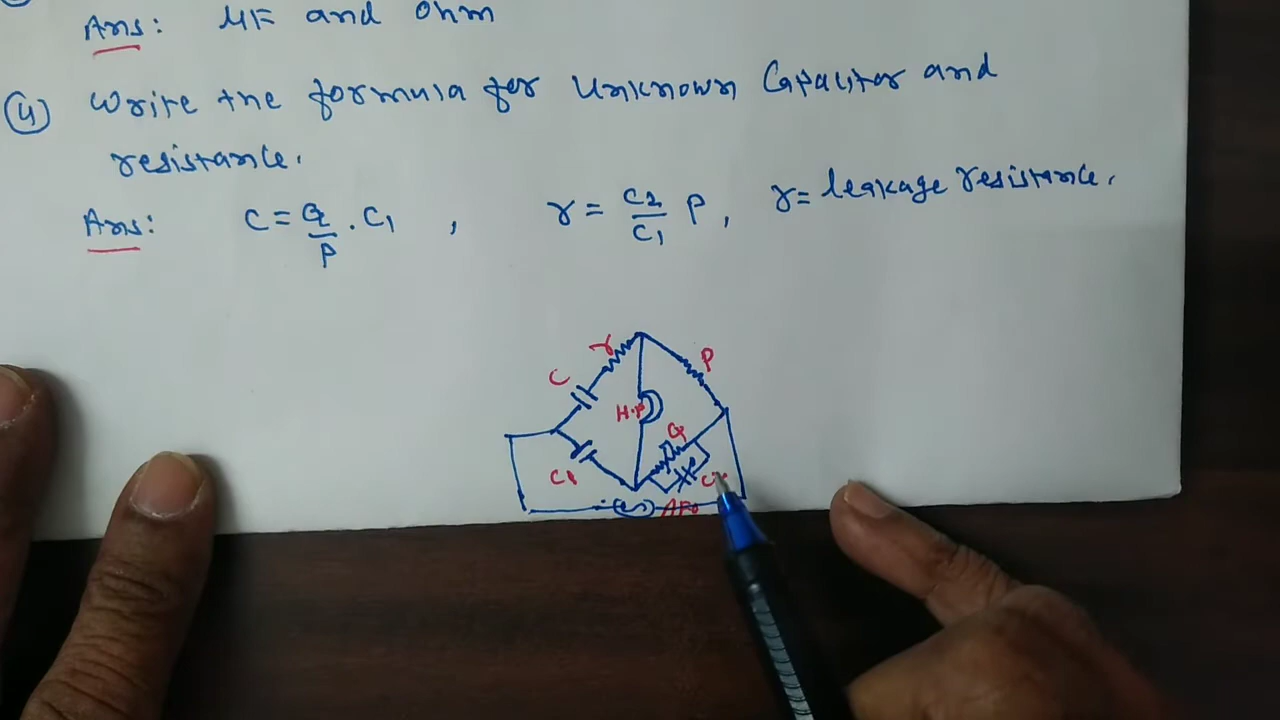 Ans: μF and ohm
(4) Write the formula for Unknown Capacitor and
resistance.
Ans: C = Q/P . C1 , r = C2/C1 P, r = leakage resistance.
r
P
C
H.P
Q
C1
AFO